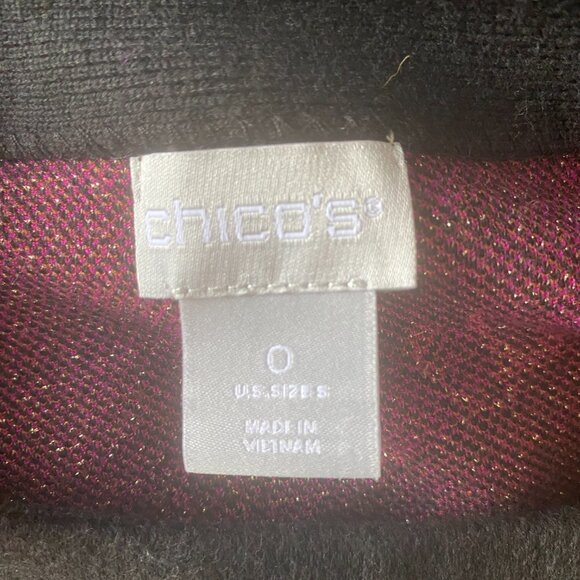 chico's®
0
U.S. SIZE S
MADE IN
VIETNAM